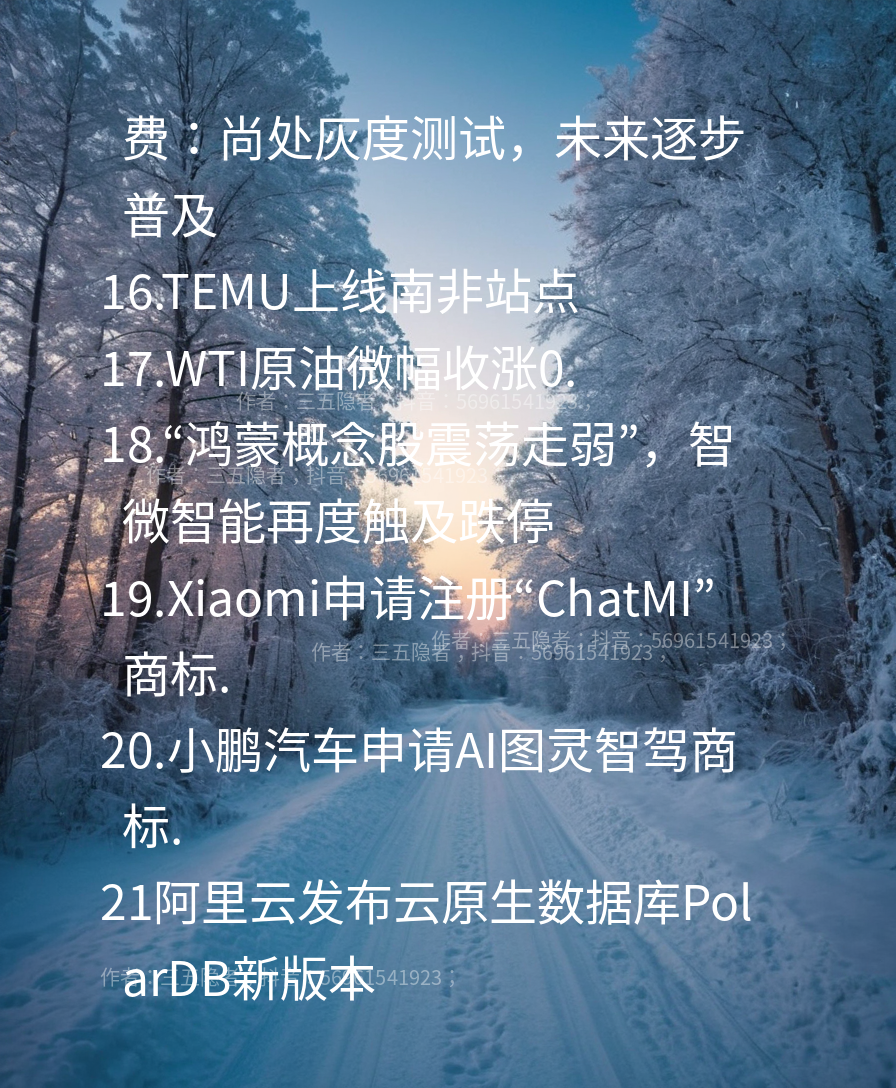 费：尚处灰度测试，未来逐步
普及
16.TEMU上线南非站点
17.WTI原油微幅收涨0.
作者：三五隐者；抖音：56961541923；
18.“鸿蒙概念股震荡走弱”，智
作者：三五隐者；抖音：56961541923
微智能再度触及跌停
19.Xiaomi申请注册“ChatMI”
作者：三五隐者；抖音：56961541923；
作者：三五隐者；抖音：56961541923；
商标.
20.小鹏汽车申请AI图灵智驾商
标.
21阿里云发布云原生数据库Pol
arDB新版本
作者：三五隐者；抖音：56961541923；